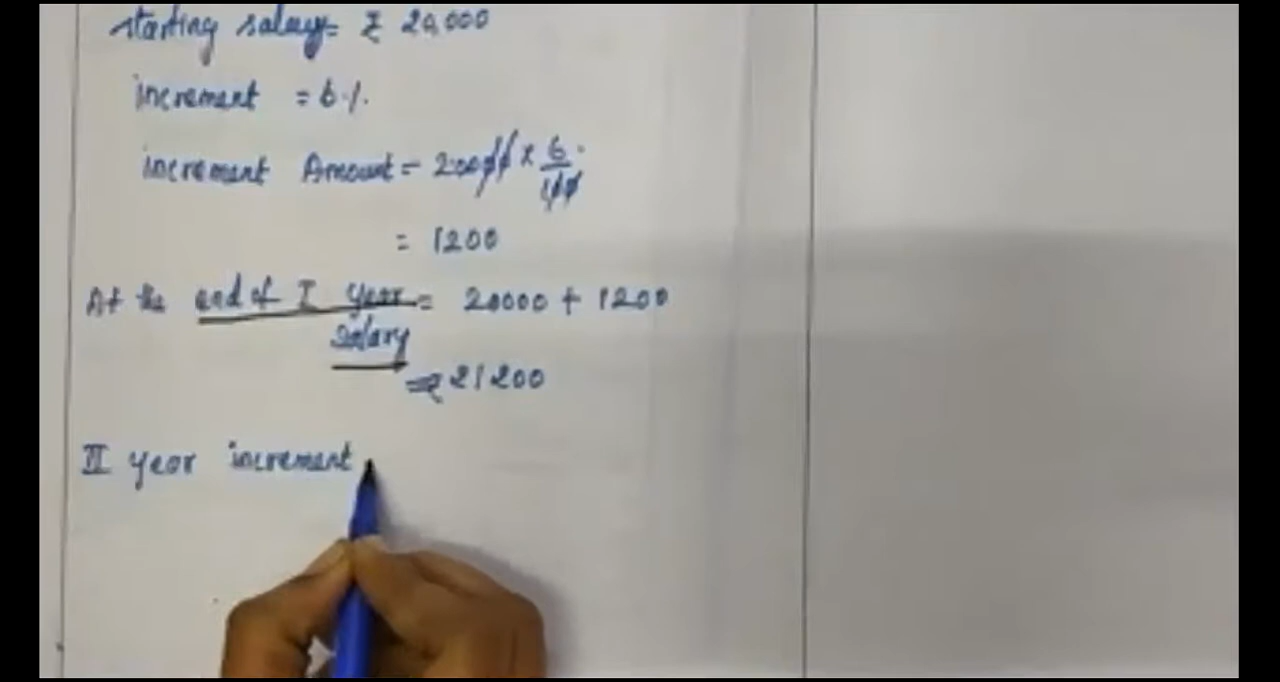 starting salary = ₹ 20,000
increment = 6%.
increment Amount = 20000 × 6/100
= 1200
At the end of I year = 20000 + 1200
salary
= ₹ 21200
II year increment